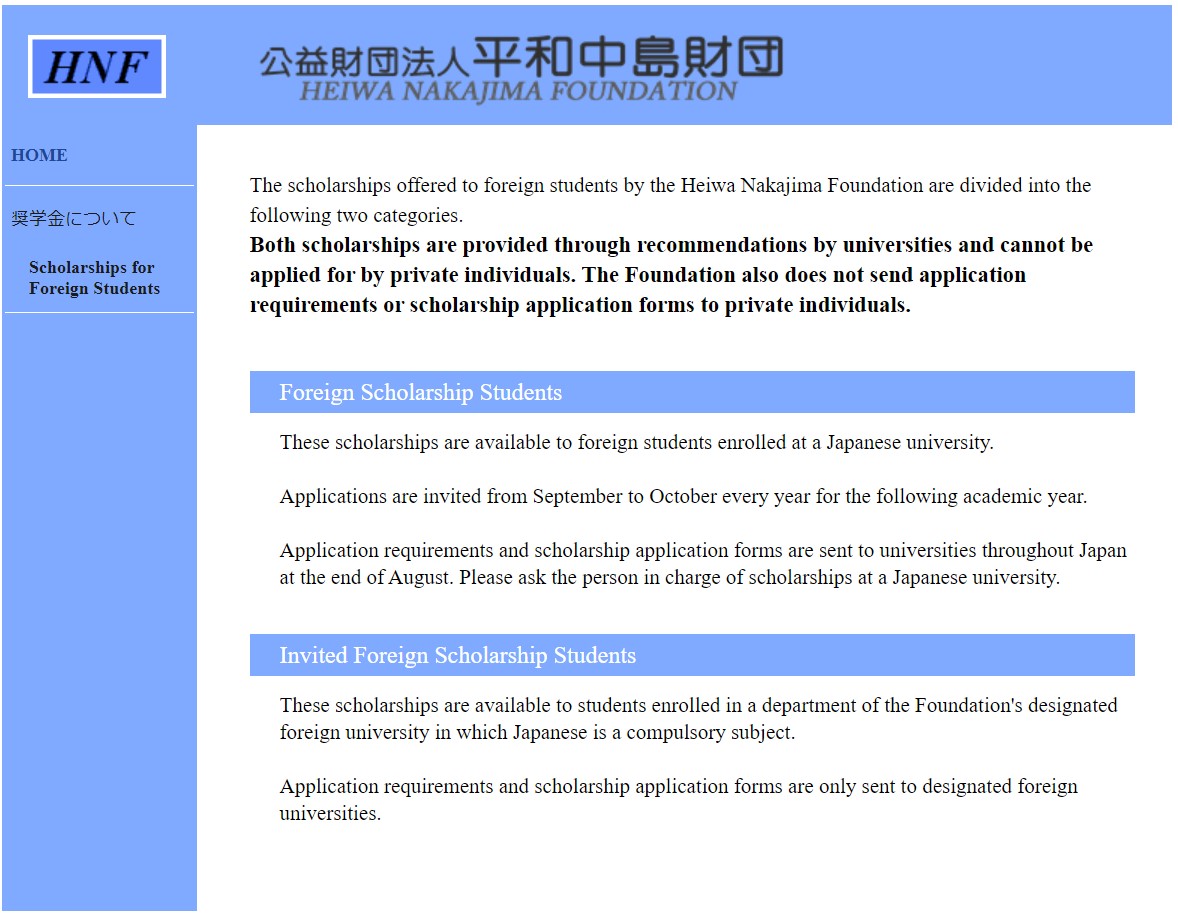 HNF
公益財団法人平和中島財団
HEIWA NAKAJIMA FOUNDATION
HOME
奨学金について
Scholarships for
Foreign Students
The scholarships offered to foreign students by the Heiwa Nakajima Foundation are divided into the
following two categories.
Both scholarships are provided through recommendations by universities and cannot be
applied for by private individuals. The Foundation also does not send application
requirements or scholarship application forms to private individuals.
Foreign Scholarship Students
These scholarships are available to foreign students enrolled at a Japanese university.
Applications are invited from September to October every year for the following academic year.
Application requirements and scholarship application forms are sent to universities throughout Japan
at the end of August. Please ask the person in charge of scholarships at a Japanese university.
Invited Foreign Scholarship Students
These scholarships are available to students enrolled in a department of the Foundation's designated
foreign university in which Japanese is a compulsory subject.
Application requirements and scholarship application forms are only sent to designated foreign
universities.